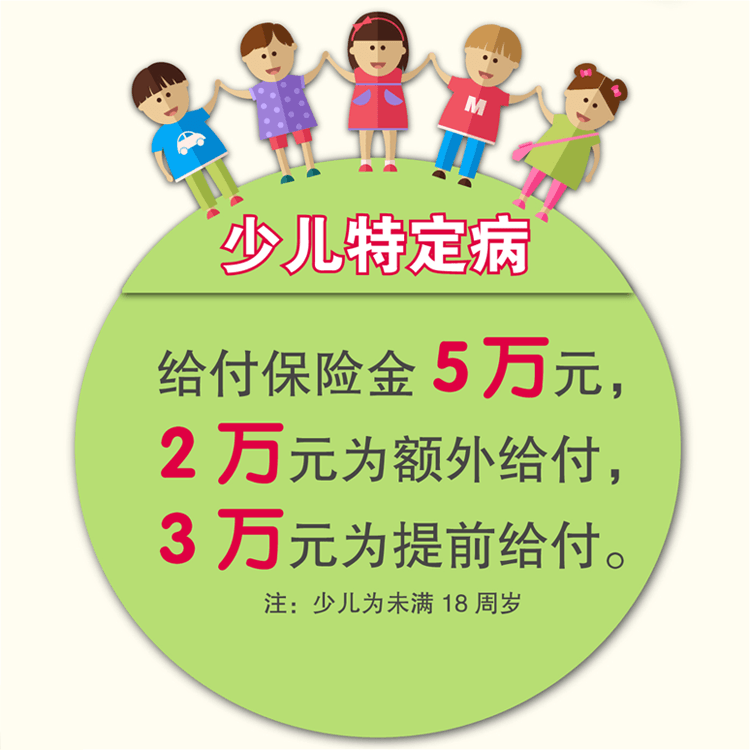 M
少儿特定病
给付保险金 5 万元，
2 万元为额外给付，
3 万元为提前给付。
注：少儿为未满 18 周岁